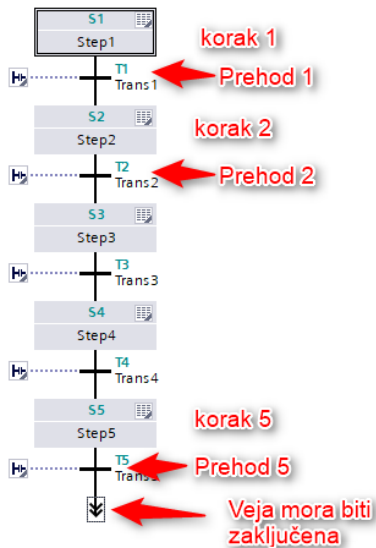 S1
Step1
korak 1
T1
Trans1
Prehod 1
S2
Step2
korak 2
T2
Trans2
Prehod 2
S3
Step3
T3
Trans3
S4
Step4
T4
Trans4
S5
Step5
korak 5
T5
Prehod 5
Veja mora biti
zaključena